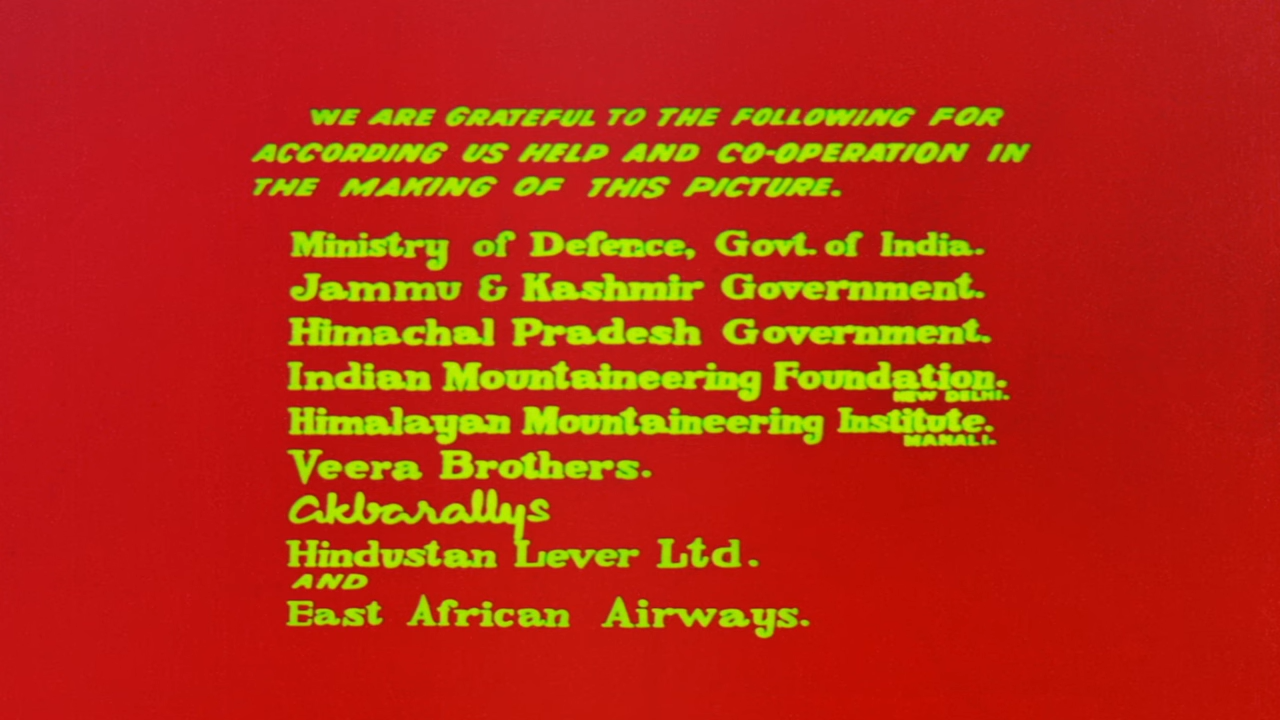 WE ARE GRATEFUL TO THE FOLLOWING FOR
ACCORDING US HELP AND CO-OPERATION IN
THE MAKING OF THIS PICTURE.
Ministry of Defence, Govt. of India.
Jammu & Kashmir Government.
Himachal Pradesh Government.
Indian Mountaineering Foundation.
NEW DELHI.
Himalayan Mountaineering Institute.
MANALI.
Veera Brothers.
Akbarallys
Hindustan Lever Ltd.
AND
East African Airways.